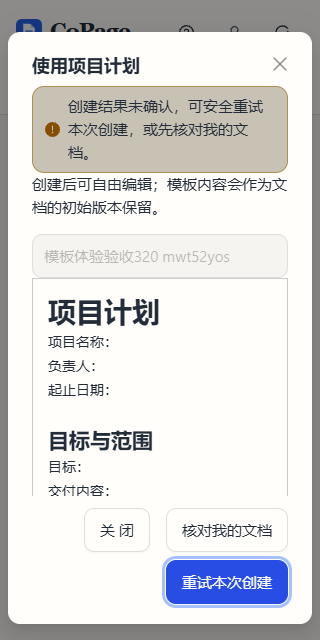 CoPage
使用项目计划
创建结果未确认，可安全重试
本次创建，或先核对我的文
档。
创建后可自由编辑；模板内容会作为文
档的初始版本保留。
模板体验验收320 mwt52yos
项目计划
项目名称：
负责人：
起止日期：
目标与范围
目标：
交付内容：
关 闭
核对我的文档
重试本次创建